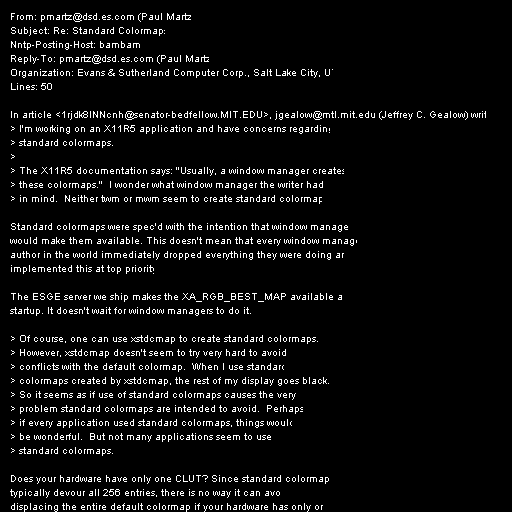 From: pmartz@dsd.es.com (Paul Martz
Subject: Re: Standard Colormap
Nntp-Posting-Host: bambam
Reply-To: pmartz@dsd.es.com (Paul Martz
Organization: Evans & Sutherland Computer Corp., Salt Lake City, U
Lines: 50

In article <1rjdk8INNcnh@senator-bedfellow.MIT.EDU>, jgealow@mtl.mit.edu (Jeffrey C. Gealow) writ
> I'm working on an X11R5 application and have concerns regarding
> standard colormaps.
>
> The X11R5 documentation says: "Usually, a window manager creates
> these colormaps."  I wonder what window manager the writer had
> in mind.  Neither twm or mwm seem to create standard colormap

Standard colormaps were spec'd with the intention that window manage
would make them available. This doesn't mean that every window manag
author in the world immediately dropped everything they were doing an
implemented this at top priority

The ESGE server we ship makes the XA_RGB_BEST_MAP available a
startup. It doesn't wait for window managers to do it.

> Of course, one can use xstdcmap to create standard colormaps.
> However, xstdcmap doesn't seem to try very hard to avoid
> conflicts with the default colormap.  When I use standard
> colormaps created by xstdcmap, the rest of my display goes black.
> So it seems as if use of standard colormaps causes the very
> problem standard colormaps are intended to avoid.  Perhaps
> if every application used standard colormaps, things would
> be wonderful.  But not many applications seem to use
> standard colormaps.

Does your hardware have only one CLUT? Since standard colormap
typically devour all 256 entries, there is no way it can avo
displacing the entire default colormap if your hardware has only or